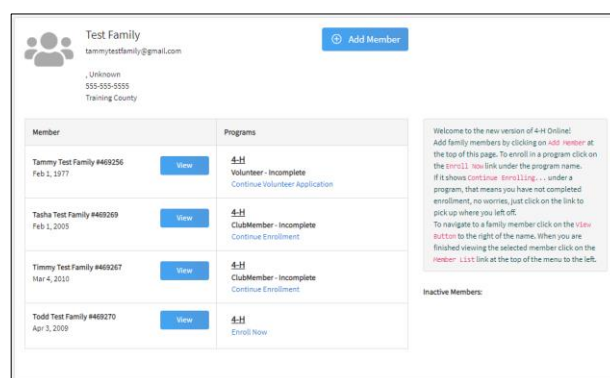 Test Family
tammytestfamily@gmail.com
, Unknown
555-555-5555
Training County
Add Member
Member
Programs
Tammy Test Family #469256
Feb 1, 1977
View
4-H
Volunteer - Incomplete
Continue Volunteer Application
Tasha Test Family #469269
Feb 1, 2005
View
4-H
ClubMember - Incomplete
Continue Enrollment
Timmy Test Family #469267
Mar 4, 2010
View
4-H
ClubMember - Incomplete
Continue Enrollment
Todd Test Family #469270
Apr 3, 2009
View
4-H
Enroll Now
Welcome to the new version of 4-H Online!
Add family members by clicking on Add Member at
the top of this page. To enroll in a program click on
the Enroll Now link under the program name.
If it shows Continue Enrolling... under a
program, that means you have not completed
enrollment, no worries, just click on the link to
pick up where you left off.
To navigate to a family member click on the View
Button to the right of the name. When you are
finished viewing the selected member click on the
Member List link at the top of the menu to the left.
Inactive Members: